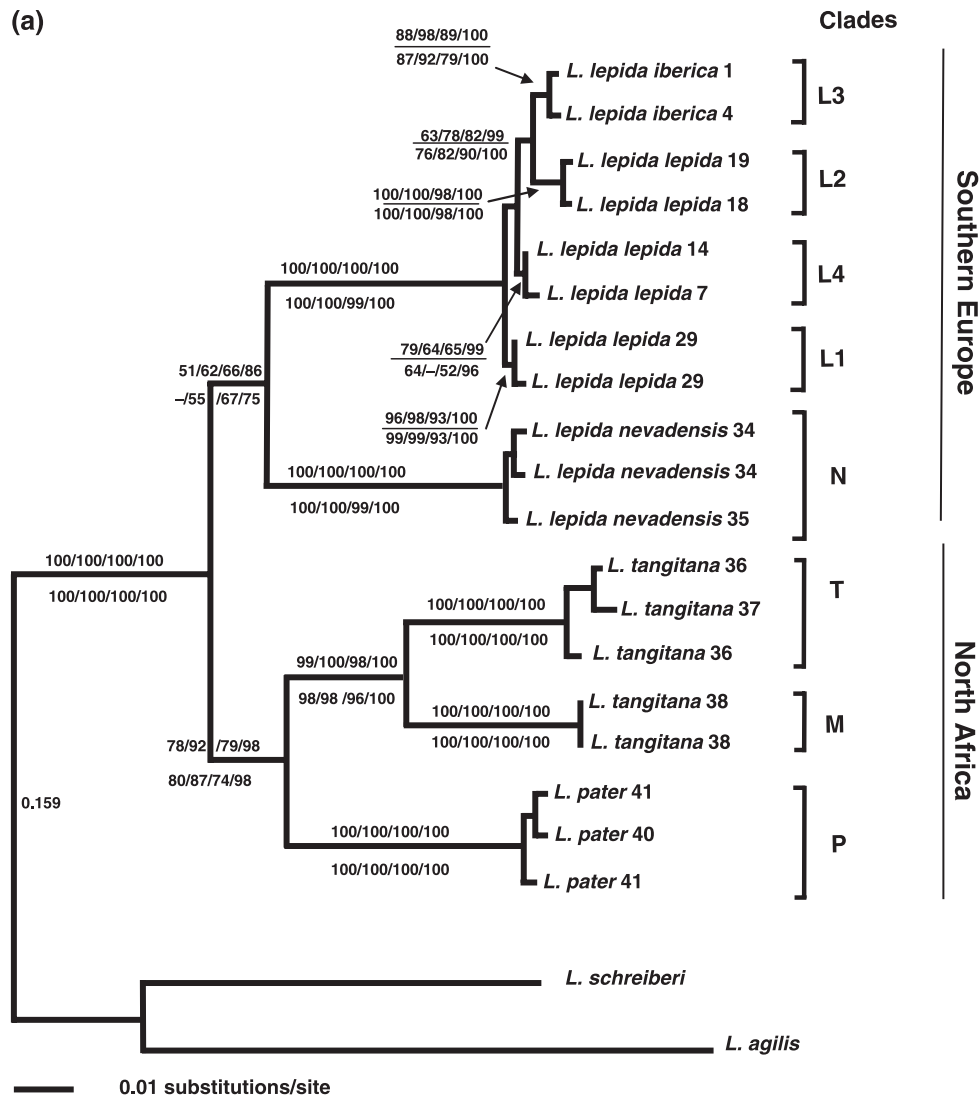 (a)
Clades
88/98/89/100
87/92/79/100
L. lepida iberica 1
L. lepida iberica 4
L3
63/78/82/99
76/82/90/100
L. lepida lepida 19
L. lepida lepida 18
L2
100/100/98/100
100/100/98/100
L. lepida lepida 14
L. lepida lepida 7
L4
100/100/100/100
100/100/99/100
L. lepida lepida 29
L. lepida lepida 29
L1
79/64/65/99
64/–/52/96
51/62/66/86
–/55 /67/75
96/98/93/100
99/99/93/100
L. lepida nevadensis 34
L. lepida nevadensis 34
L. lepida nevadensis 35
N
100/100/100/100
100/100/99/100
Southern Europe
100/100/100/100
100/100/100/100
L. tangitana 36
L. tangitana 37
L. tangitana 36
T
100/100/100/100
100/100/100/100
99/100/98/100
98/98 /96/100
L. tangitana 38
L. tangitana 38
M
100/100/100/100
100/100/100/100
78/92 /79/98
80/87/74/98
L. pater 41
L. pater 40
L. pater 41
P
100/100/100/100
100/100/100/100
North Africa
0.159
L. schreiberi
L. agilis
0.01 substitutions/site